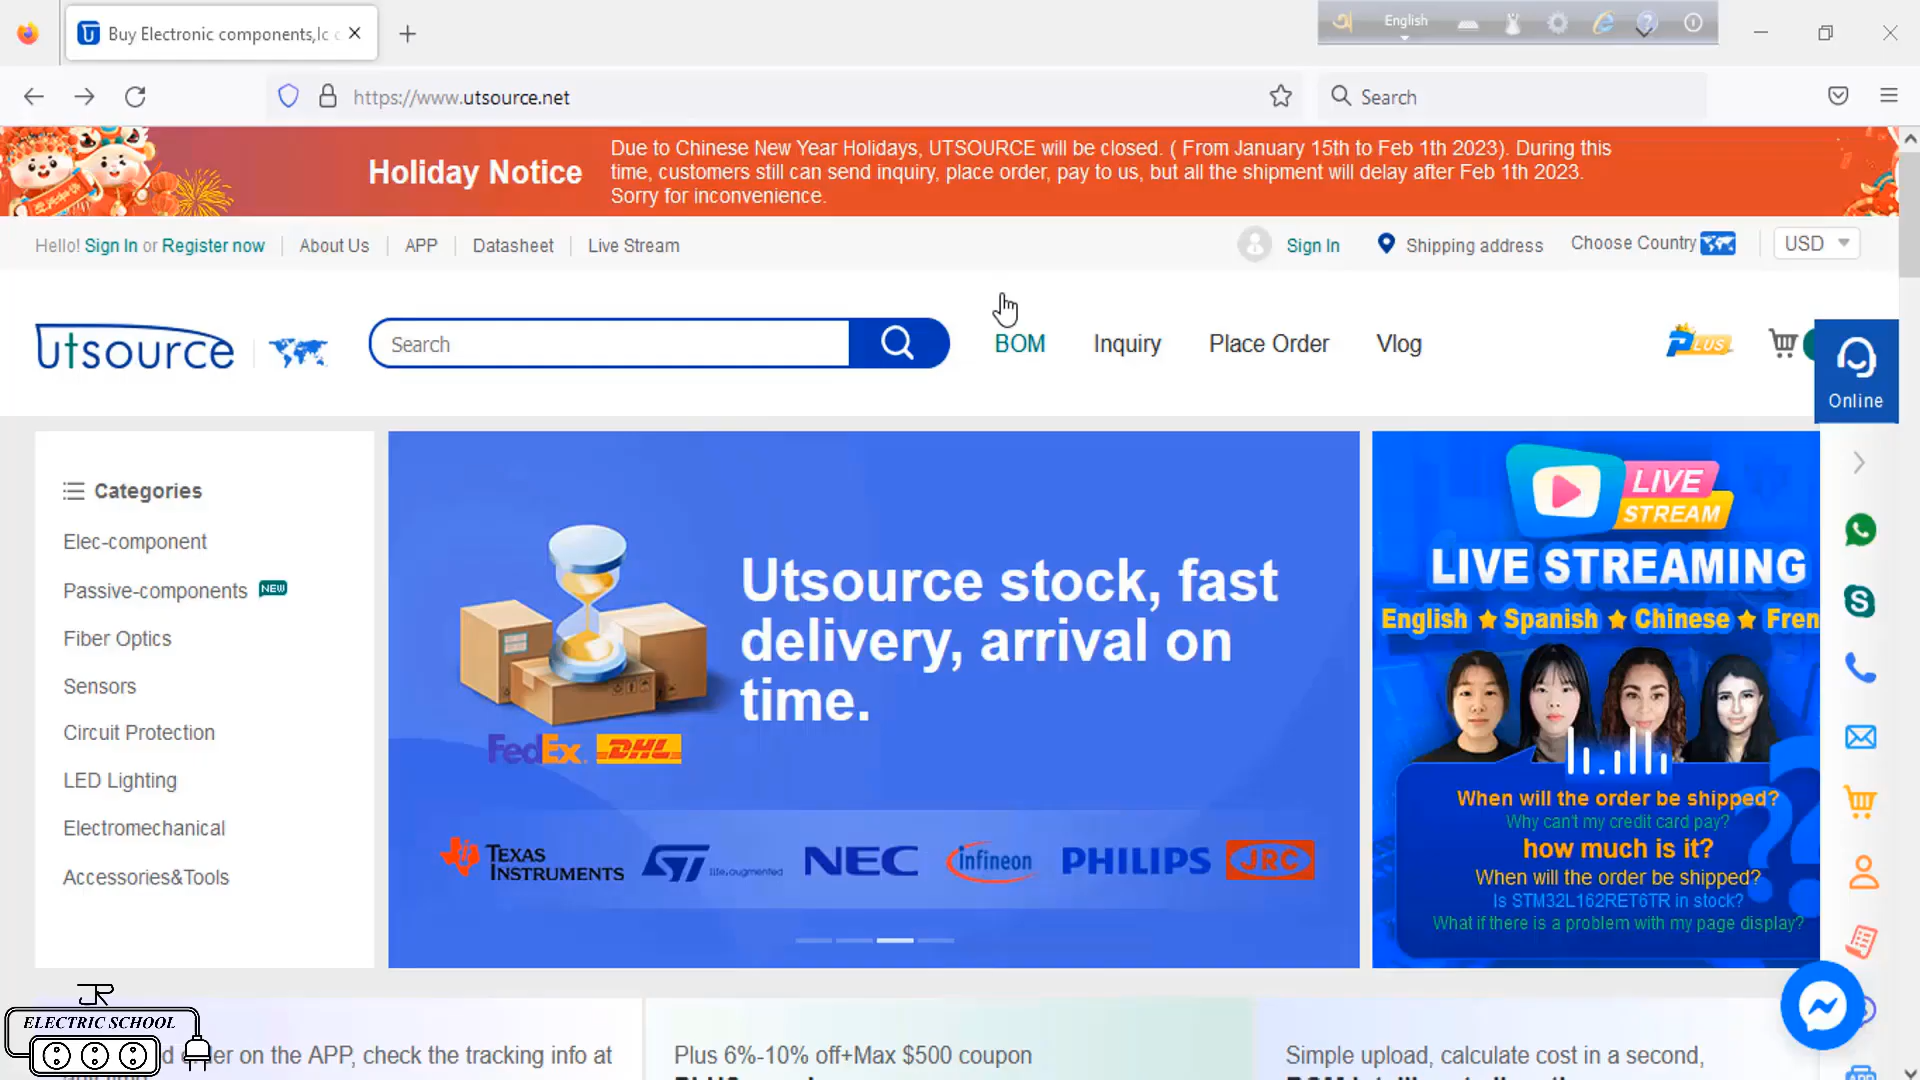 Buy Electronic components,Ic
English
https://www.utsource.net
Search
Holiday Notice
Due to Chinese New Year Holidays, UTSOURCE will be closed. ( From January 15th to Feb 1th 2023). During this
time, customers still can send inquiry, place order, pay to us, but all the shipment will delay after Feb 1th 2023.
Sorry for inconvenience.
Hello! Sign In or Register now
About Us
APP
Datasheet
Live Stream
Sign In
Shipping address
Choose Country
USD
utsource
Search
BOM
Inquiry
Place Order
Vlog
PLUS
Online
Categories
Elec-component
Passive-components NEW
Fiber Optics
Sensors
Circuit Protection
LED Lighting
Electromechanical
Accessories&Tools
Utsource stock, fast
delivery, arrival on
time.
FedEx. DHL
TEXAS
INSTRUMENTS
ST life.augmented
NEC
infineon
PHILIPS
JRC
LIVE
STREAM
LIVE STREAMING
English ★ Spanish ★ Chinese ★ Fren
When will the order be shipped?
Why can't my credit card pay?
how much is it?
When will the order be shipped?
Is STM32L162RET6TR in stock?
What if there is a problem with my page display?
JR
ELECTRIC SCHOOL
er on the APP, check the tracking info at
Plus 6%-10% off+Max $500 coupon
Simple upload, calculate cost in a second,